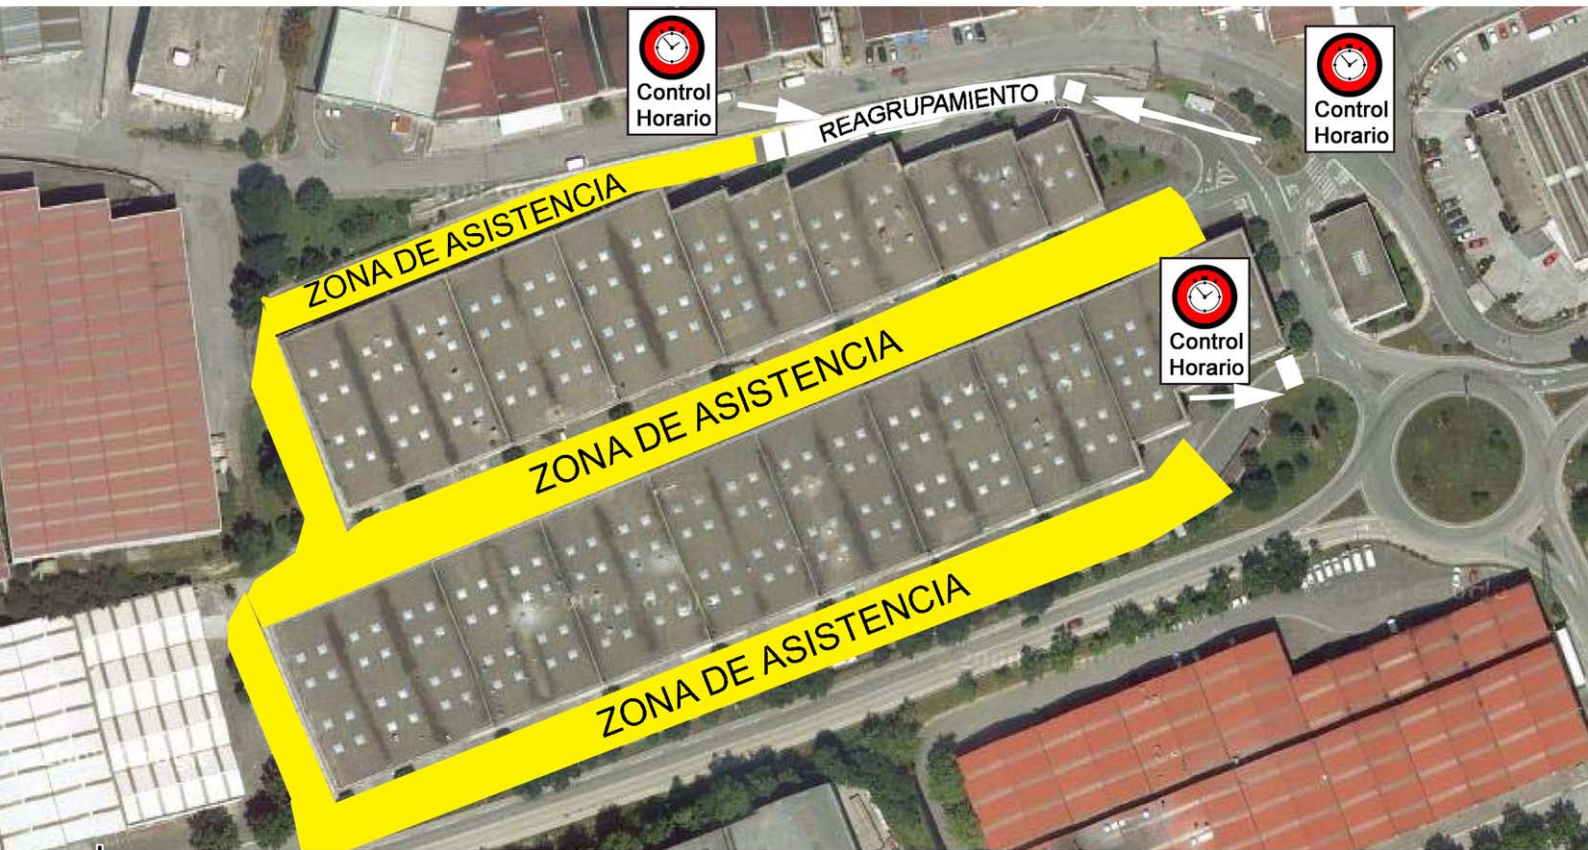 Control
Horario
REAGRUPAMIENTO
Control
Horario
ZONA DE ASISTENCIA
Control
Horario
ZONA DE ASISTENCIA
ZONA DE ASISTENCIA